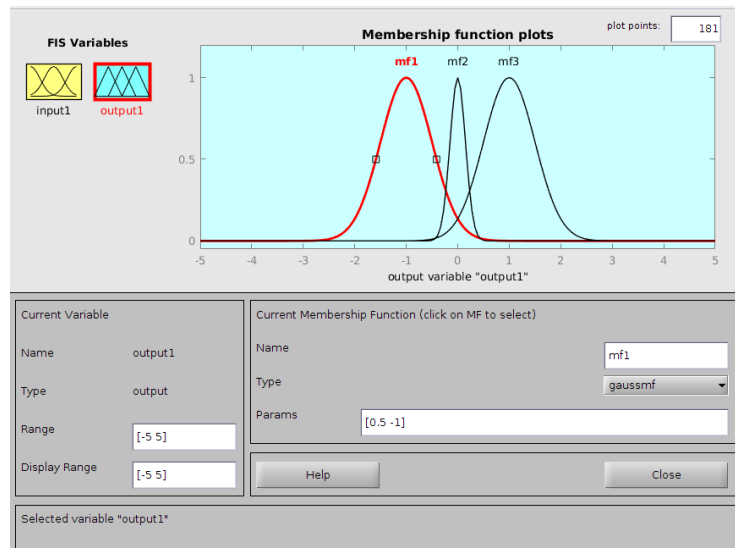 plot points: 181
FIS Variables
Membership function plots
input1
output1
mf1 mf2 mf3
1
0.5
0
-5 -4 -3 -2 -1 0 1 2 3 4 5
output variable "output1"
Current Variable
Name output1
Type output
Range [-5 5]
Display Range [-5 5]
Current Membership Function (click on MF to select)
Name mf1
Type gaussmf
Params [0.5 -1]
Help Close
Selected variable "output1"